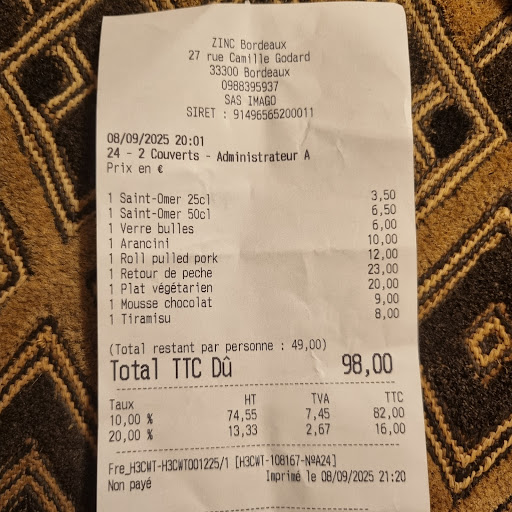 ZINC Bordeaux
27 rue Camille Godard
33300 Bordeaux
0988395937
SAS IMAGO
SIRET : 91496565200011
08/09/2025 20:01
24 - 2 Couverts - Administrateur A
Prix en €
1 Saint-Omer 25cl 3,50
1 Saint-Omer 50cl 6,50
1 Verre bulles 6,00
1 Arancini 10,00
1 Roll pulled pork 12,00
1 Retour de peche 23,00
1 Plat végétarien 20,00
1 Mousse chocolat 9,00
1 Tiramisu 8,00
(Total restant par personne : 49,00)
Total TTC Dû 98,00
Taux HT TVA TTC
10,00 % 74,55 7,45 82,00
20,00 % 13,33 2,67 16,00
Fre_H3CWT-H3CWT001225/1 [H3CWT-108167-NºA24]
Non payé Imprimé le 08/09/2025 21:20